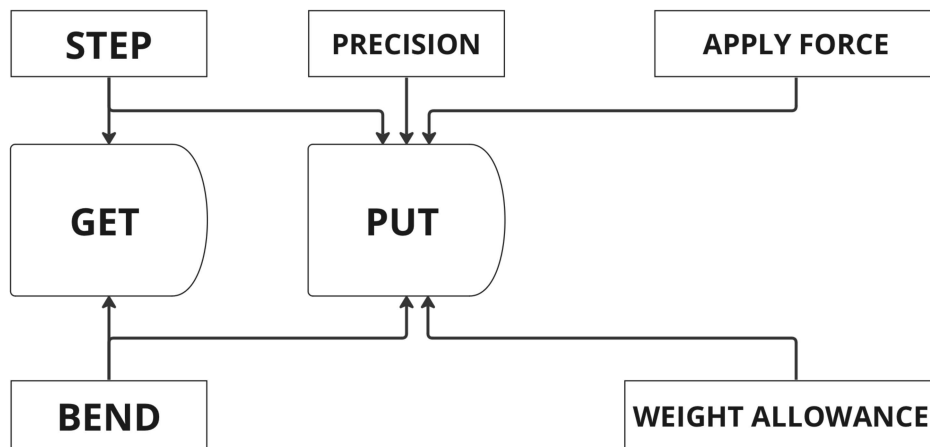 STEP
PRECISION
APPLY FORCE
GET
PUT
BEND
WEIGHT ALLOWANCE